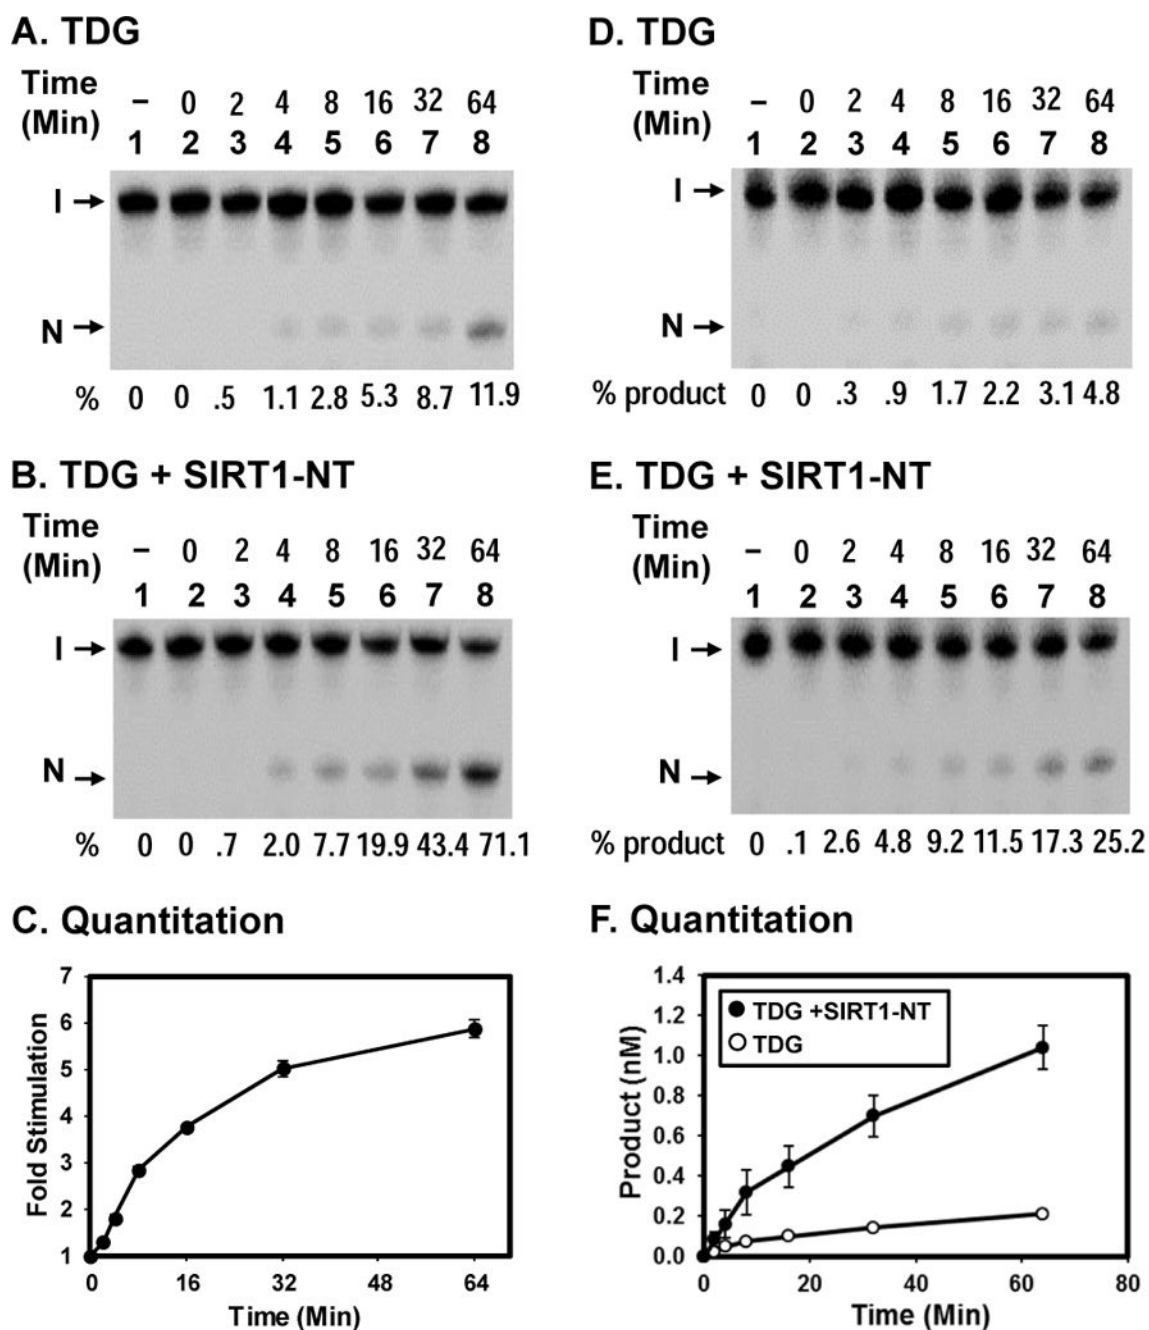 A. TDG
Time (Min) – 0 2 4 8 16 32 64
1 2 3 4 5 6 7 8
I
N
% 0 0 .5 1.1 2.8 5.3 8.7 11.9
B. TDG + SIRT1-NT
Time (Min) – 0 2 4 8 16 32 64
1 2 3 4 5 6 7 8
I
N
% 0 0 .7 2.0 7.7 19.9 43.4 71.1
C. Quantitation
Fold Stimulation
7
6
5
4
3
2
1
0 16 32 48 64
Time (Min)
D. TDG
Time (Min) – 0 2 4 8 16 32 64
1 2 3 4 5 6 7 8
I
N
% product 0 0 .3 .9 1.7 2.2 3.1 4.8
E. TDG + SIRT1-NT
Time (Min) – 0 2 4 8 16 32 64
1 2 3 4 5 6 7 8
I
N
% product 0 .1 2.6 4.8 9.2 11.5 17.3 25.2
F. Quantitation
Product (nM)
1.4
1.2
1.0
0.8
0.6
0.4
0.2
0.0
TDG +SIRT1-NT
TDG
0 20 40 60 80
Time (Min)